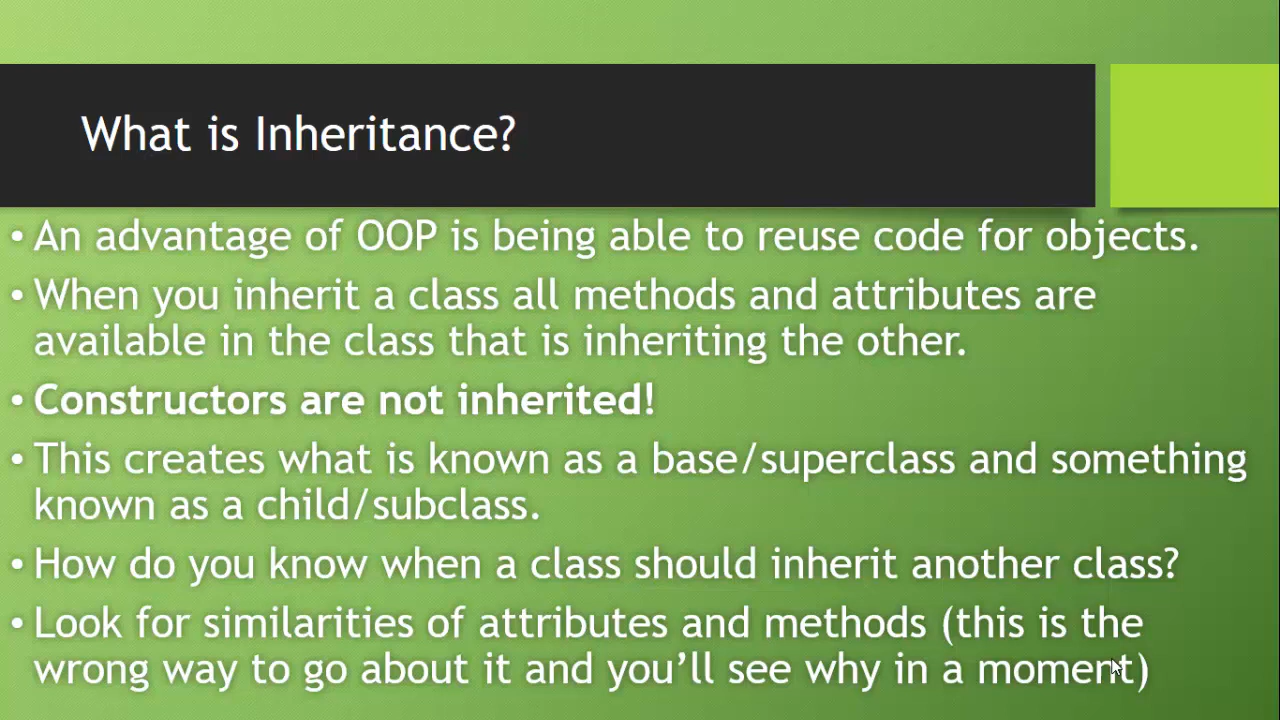 What is Inheritance?
• An advantage of OOP is being able to reuse code for objects.
• When you inherit a class all methods and attributes are
available in the class that is inheriting the other.
• Constructors are not inherited!
• This creates what is known as a base/superclass and something
known as a child/subclass.
• How do you know when a class should inherit another class?
• Look for similarities of attributes and methods (this is the
wrong way to go about it and you’ll see why in a moment)